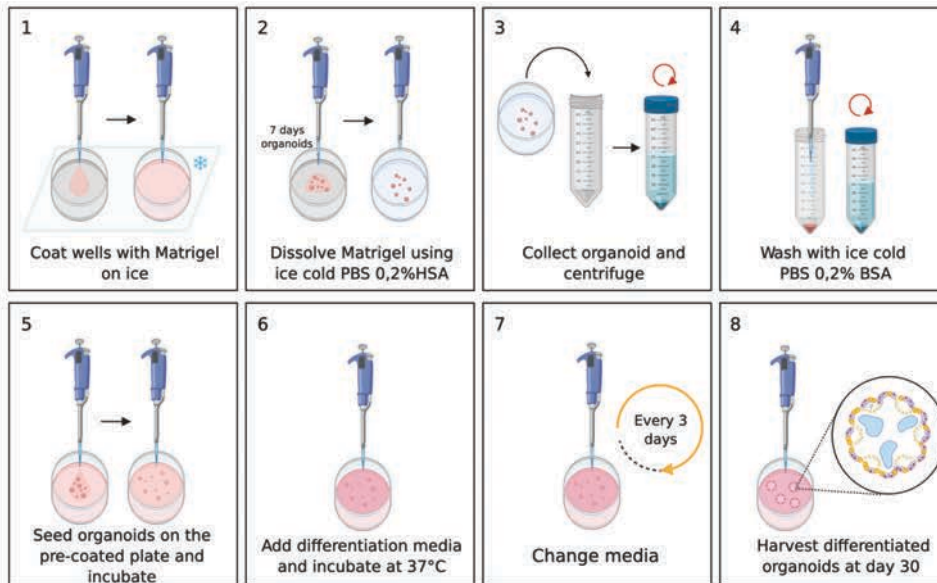 1
Coat wells with Matrigel
on ice
2
7 days
organoids
Dissolve Matrigel using
ice cold PBS 0,2%HSA
3
Collect organoid and
centrifuge
4
Wash with ice cold
PBS 0,2% BSA
5
Seed organoids on the
pre-coated plate and
incubate
6
Add differentiation media
and incubate at 37°C
7
Every 3
days
Change media
8
Harvest differentiated
organoids at day 30